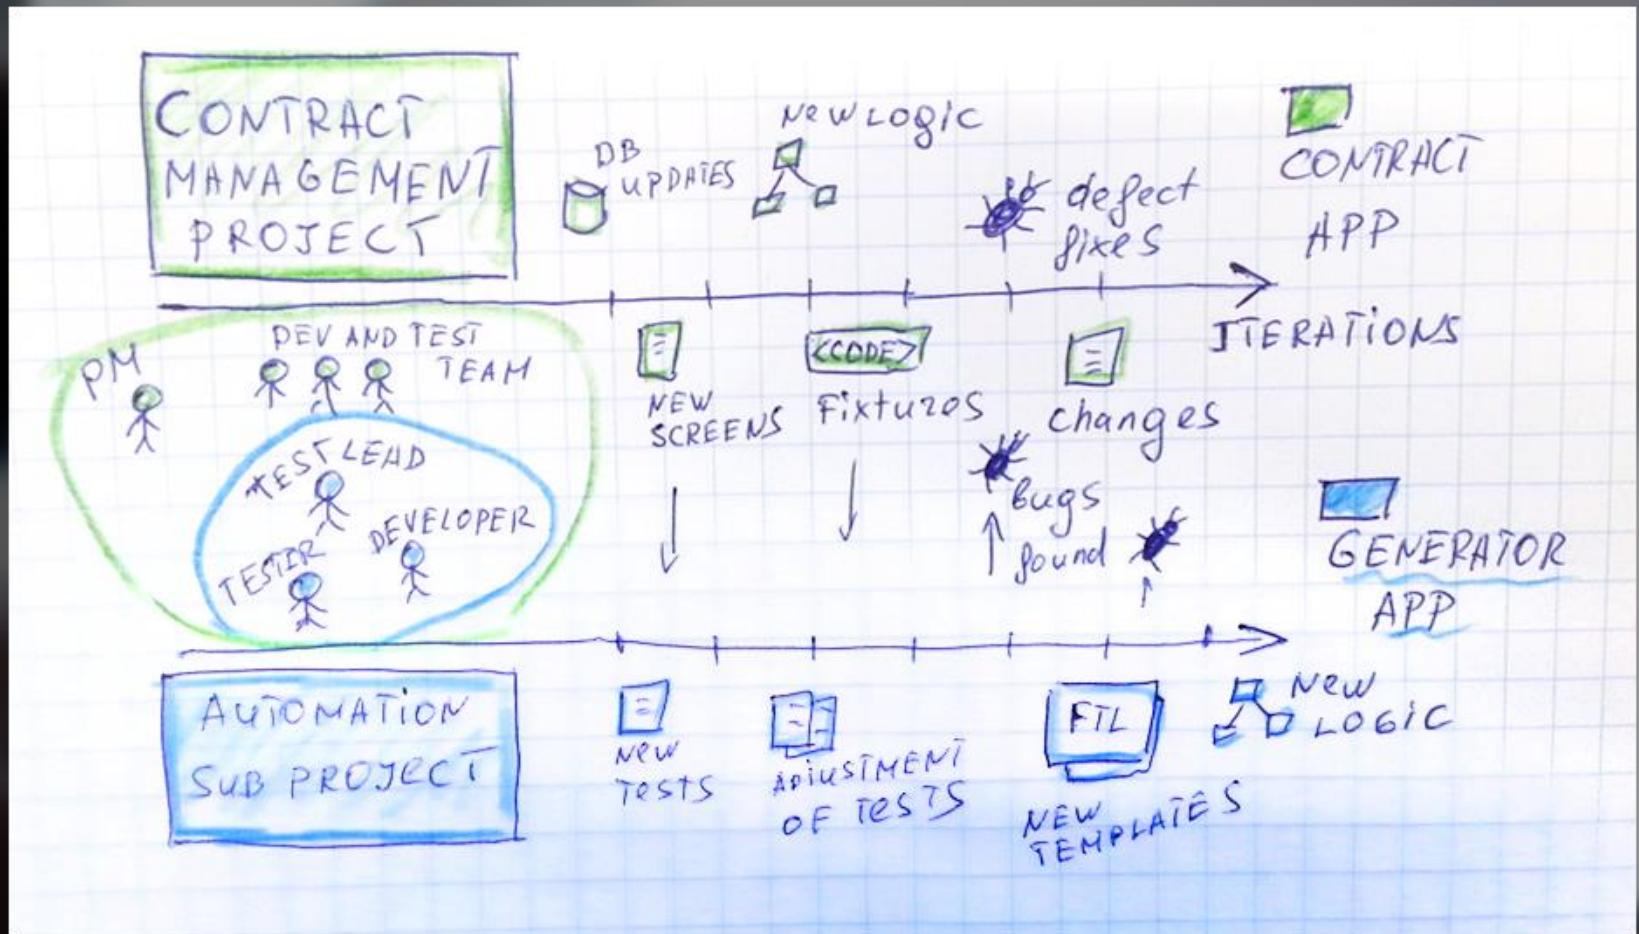 CONTRACT
MANAGEMENT
PROJECT
DB
UPDATES
New LOGIC
defect
fixes
CONTRACT
APP
ITERATIONS
PM
DEV AND TEST
TEAM
TEST LEAD
DEVELOPER
TESTER
NEW
SCREENS
<CODE>
Fixtures
changes
bugs
found
GENERATOR
APP
AUTOMATION
SUB PROJECT
New
TesTS
ADJUSTMENT
OF TESTS
FTL
NEW
TEMPLATES
New
LOGIC